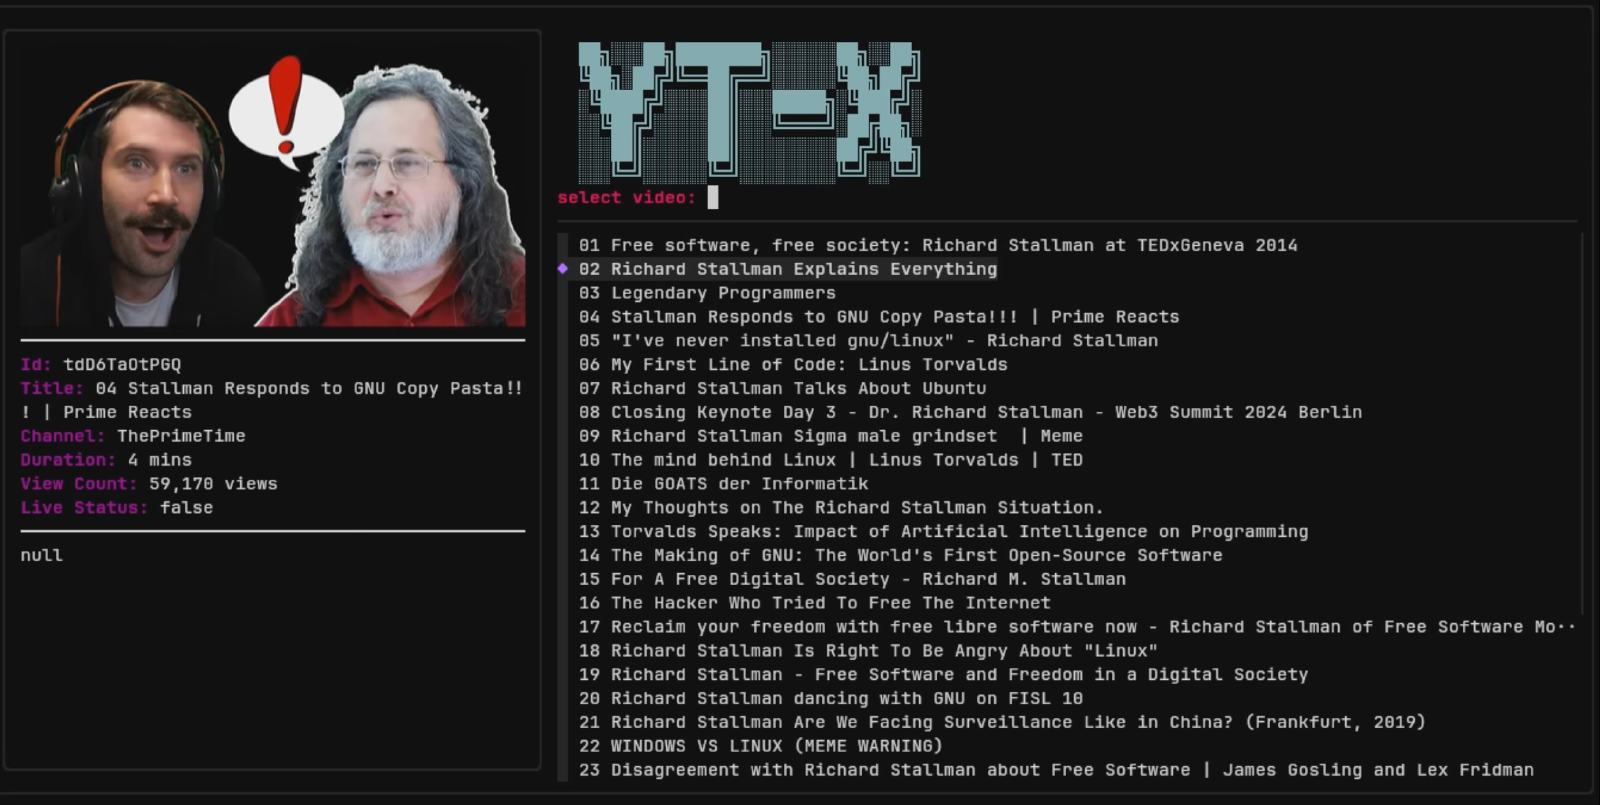 YT-X
select video:
01 Free software, free society: Richard Stallman at TEDxGeneva 2014
02 Richard Stallman Explains Everything
03 Legendary Programmers
04 Stallman Responds to GNU Copy Pasta!!! | Prime Reacts
05 "I've never installed gnu/linux" - Richard Stallman
06 My First Line of Code: Linus Torvalds
07 Richard Stallman Talks About Ubuntu
08 Closing Keynote Day 3 - Dr. Richard Stallman - Web3 Summit 2024 Berlin
09 Richard Stallman Sigma male grindset  | Meme
10 The mind behind Linux | Linus Torvalds | TED
11 Die GOATS der Informatik
12 My Thoughts on The Richard Stallman Situation.
13 Torvalds Speaks: Impact of Artificial Intelligence on Programming
14 The Making of GNU: The World's First Open-Source Software
15 For A Free Digital Society - Richard M. Stallman
16 The Hacker Who Tried To Free The Internet
17 Reclaim your freedom with free libre software now - Richard Stallman of Free Software Mo··
18 Richard Stallman Is Right To Be Angry About "Linux"
19 Richard Stallman - Free Software and Freedom in a Digital Society
20 Richard Stallman dancing with GNU on FISL 10
21 Richard Stallman Are We Facing Surveillance Like in China? (Frankfurt, 2019)
22 WINDOWS VS LINUX (MEME WARNING)
23 Disagreement with Richard Stallman about Free Software | James Gosling and Lex Fridman
!
Id: tdD6TaOtPGQ
Title: 04 Stallman Responds to GNU Copy Pasta!!
! | Prime Reacts
Channel: ThePrimeTime
Duration: 4 mins
View Count: 59,170 views
Live Status: false
null